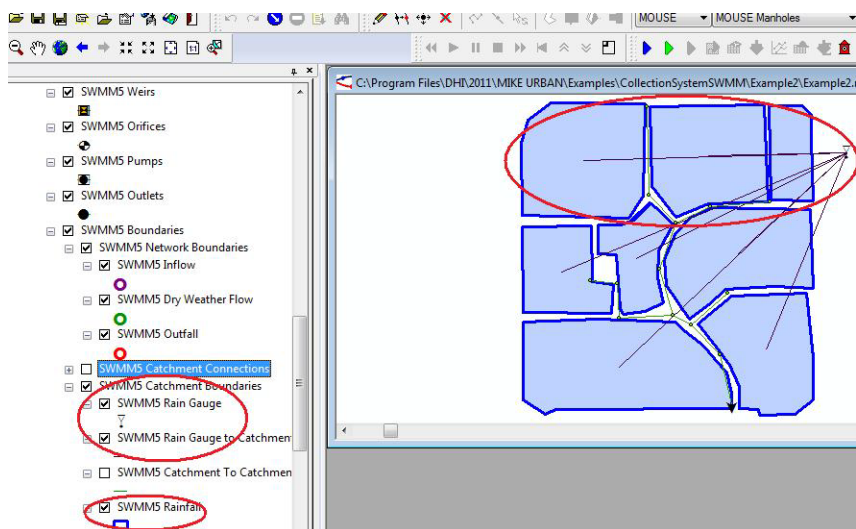 MOUSE
MOUSE Manholes
SWMM5 Weirs
SWMM5 Orifices
SWMM5 Pumps
SWMM5 Outlets
SWMM5 Boundaries
SWMM5 Network Boundaries
SWMM5 Inflow
SWMM5 Dry Weather Flow
SWMM5 Outfall
SWMM5 Catchment Connections
SWMM5 Catchment Boundaries
SWMM5 Rain Gauge
SWMM5 Rain Gauge to Catchment
SWMM5 Catchment To Catchmen
SWMM5 Rainfall
C:\Program Files\DHI\2011\MIKE URBAN\Examples\CollectionSystemSWMM\Example2\Example2.